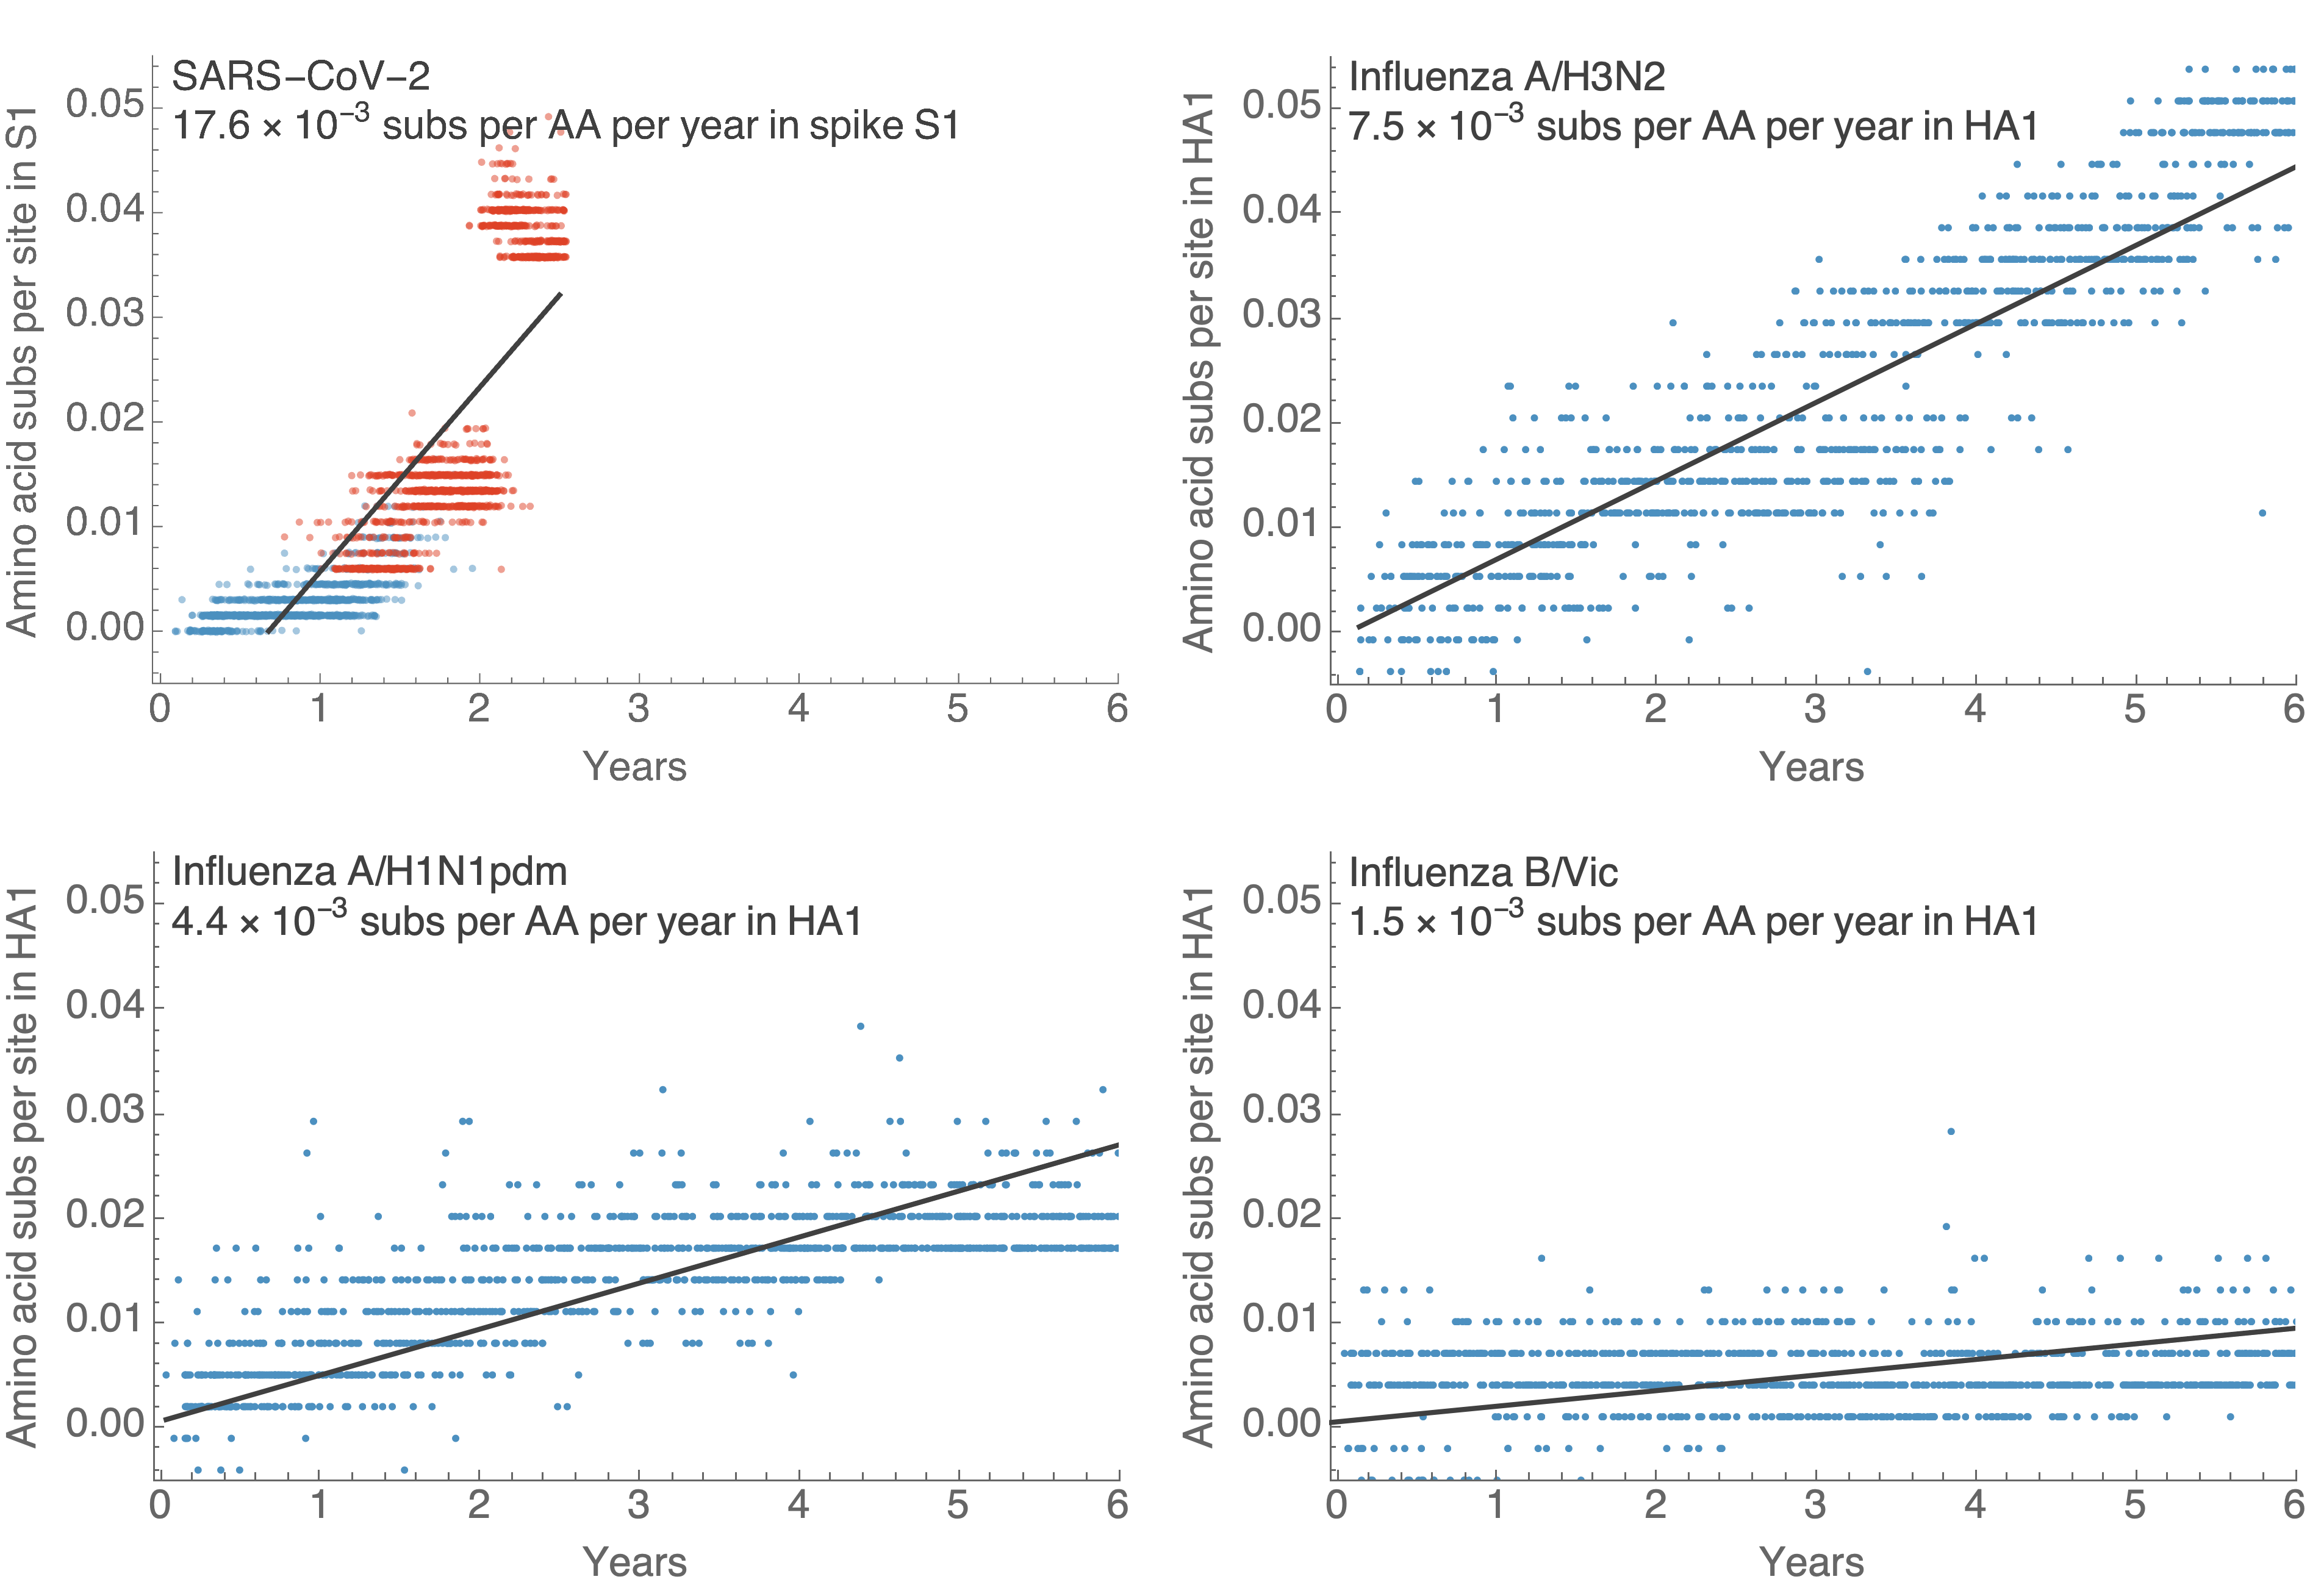 SARS−CoV−2
17.6 × 10−3 subs per AA per year in spike S1
Amino acid subs per site in S1
0.05
0.04
0.03
0.02
0.01
0.00
0 1 2 3 4 5 6
Years
Influenza A/H3N2
7.5 × 10−3 subs per AA per year in HA1
Amino acid subs per site in HA1
0.05
0.04
0.03
0.02
0.01
0.00
0 1 2 3 4 5 6
Years
Influenza A/H1N1pdm
4.4 × 10−3 subs per AA per year in HA1
Amino acid subs per site in HA1
0.05
0.04
0.03
0.02
0.01
0.00
0 1 2 3 4 5 6
Years
Influenza B/Vic
1.5 × 10−3 subs per AA per year in HA1
Amino acid subs per site in HA1
0.05
0.04
0.03
0.02
0.01
0.00
0 1 2 3 4 5 6
Years